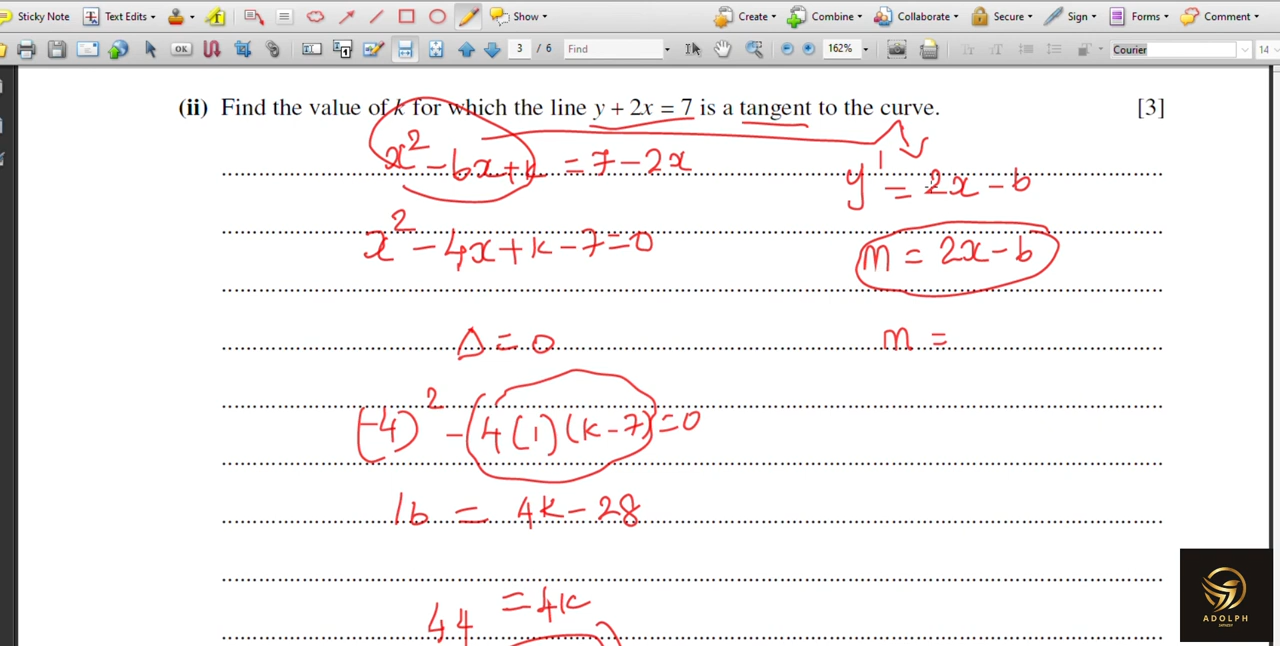 Sticky Note Text Edits Show Create Combine Collaborate Secure Sign Forms Comment
OK 3 / 6 Find 162% Tr T Courier 14
(ii) Find the value of k for which the line y + 2x = 7 is a tangent to the curve. [3]
x² - 6x + k = 7 - 2x
y' = 2x - 6
x² - 4x + k - 7 = 0
m = 2x - 6
Δ = 0
m =
(-4)² - (4(1)(k - 7) = 0
16 = 4k - 28
44 = 4k
ADOLPH